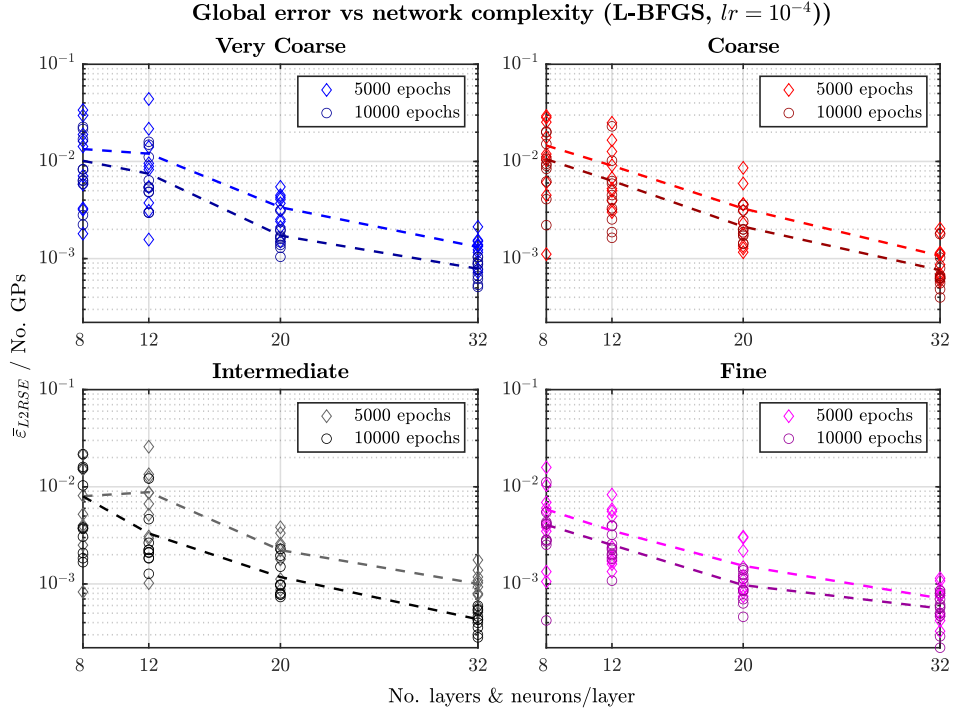 Global error vs network complexity (L-BFGS, lr = 10⁻⁴))
Very Coarse
10⁻¹
10⁻²
10⁻³
5000 epochs
10000 epochs
8
12
20
32
Coarse
10⁻¹
10⁻²
10⁻³
5000 epochs
10000 epochs
8
12
20
32
ε̄_L2RSE / No. GPs
Intermediate
10⁻¹
10⁻²
10⁻³
5000 epochs
10000 epochs
8
12
20
32
Fine
10⁻¹
10⁻²
10⁻³
5000 epochs
10000 epochs
8
12
20
32
No. layers & neurons/layer